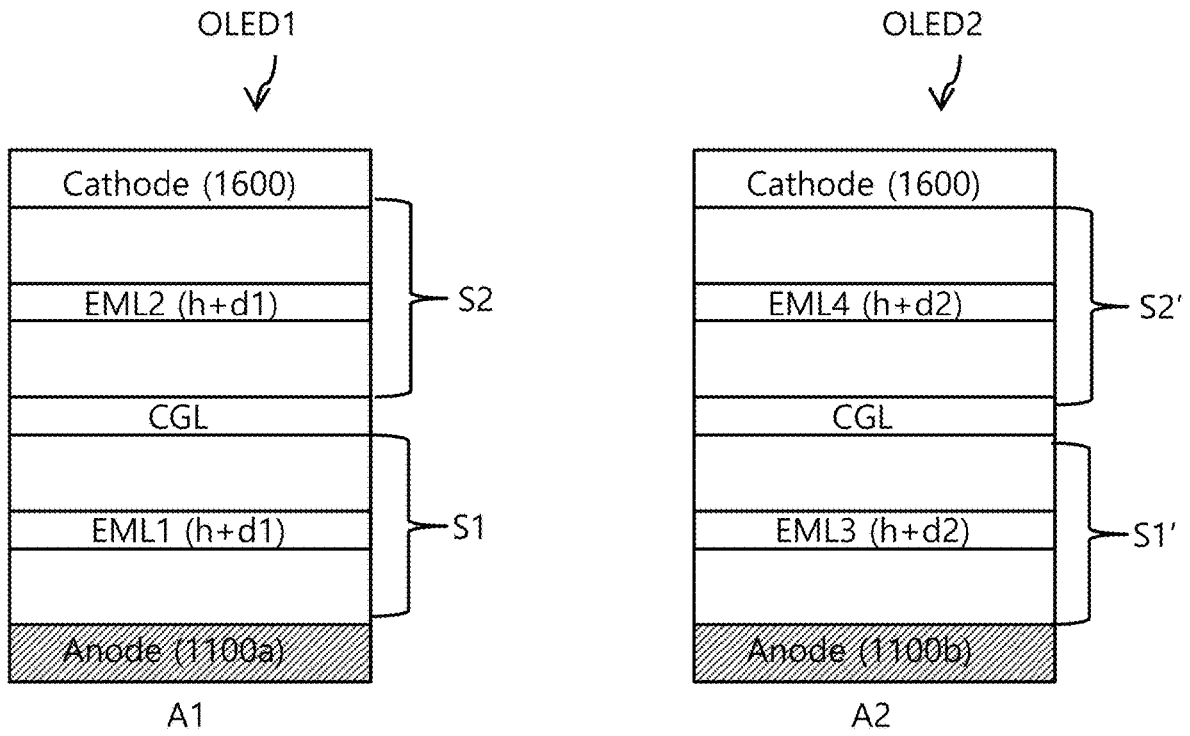 OLED1
OLED2
Cathode (1600)
EML2 (h+d1)
S2
CGL
EML1 (h+d1)
S1
Anode (1100a)
A1
Cathode (1600)
EML4 (h+d2)
S2′
CGL
EML3 (h+d2)
S1′
Anode (1100b)
A2